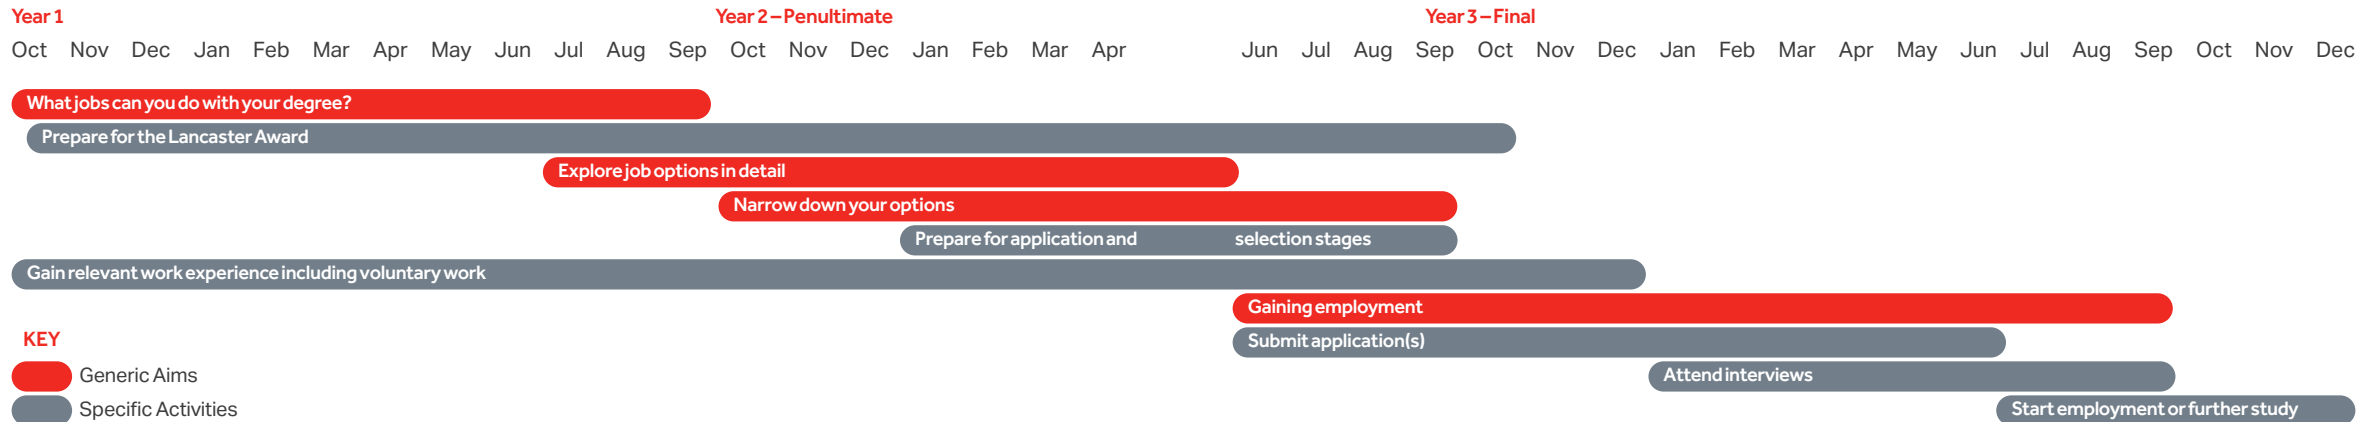 Year 1 Year 2 – Penultimate Year 3 – Final
Oct Nov Dec Jan Feb Mar Apr May Jun Jul Aug Sep Oct Nov Dec Jan Feb Mar Apr Jun Jul Aug Sep Oct Nov Dec Jan Feb Mar Apr May Jun Jul Aug Sep Oct Nov Dec
What jobs can you do with your degree?
Prepare for the Lancaster Award
Explore job options in detail
Narrow down your options
Prepare for application and selection stages
Gain relevant work experience including voluntary work
Gaining employment
KEY
Submit application(s)
Generic Aims
Attend interviews
Specific Activities
Start employment or further study